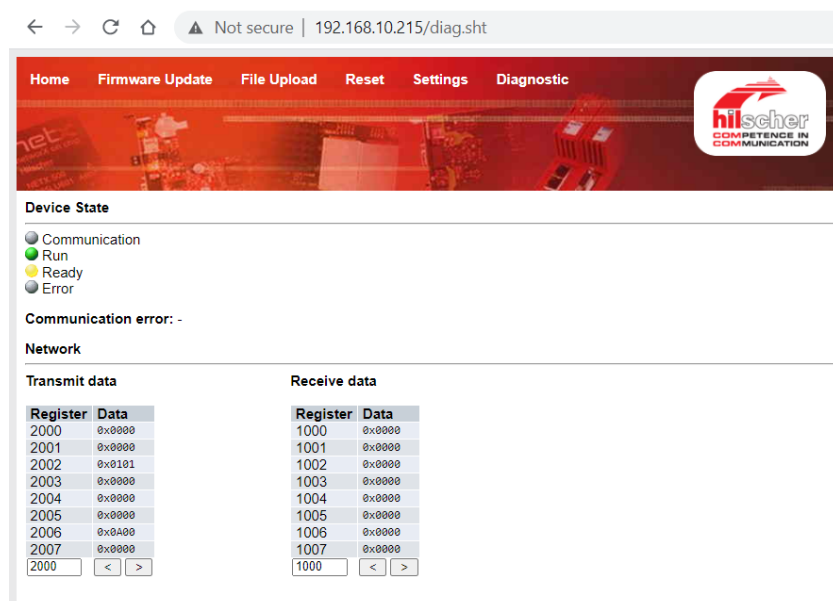 Not secure | 192.168.10.215/diag.sht
Home Firmware Update File Upload Reset Settings Diagnostic
hilscher
COMPETENCE IN
COMMUNICATION
Device State
Communication
Run
Ready
Error
Communication error: -
Network
Transmit data
Register Data
2000 0x0000
2001 0x0000
2002 0x0101
2003 0x0000
2004 0x0000
2005 0x0000
2006 0x0A00
2007 0x0000
2000 < >
Receive data
Register Data
1000 0x0000
1001 0x0000
1002 0x0000
1003 0x0000
1004 0x0000
1005 0x0000
1006 0x0000
1007 0x0000
1000 < >